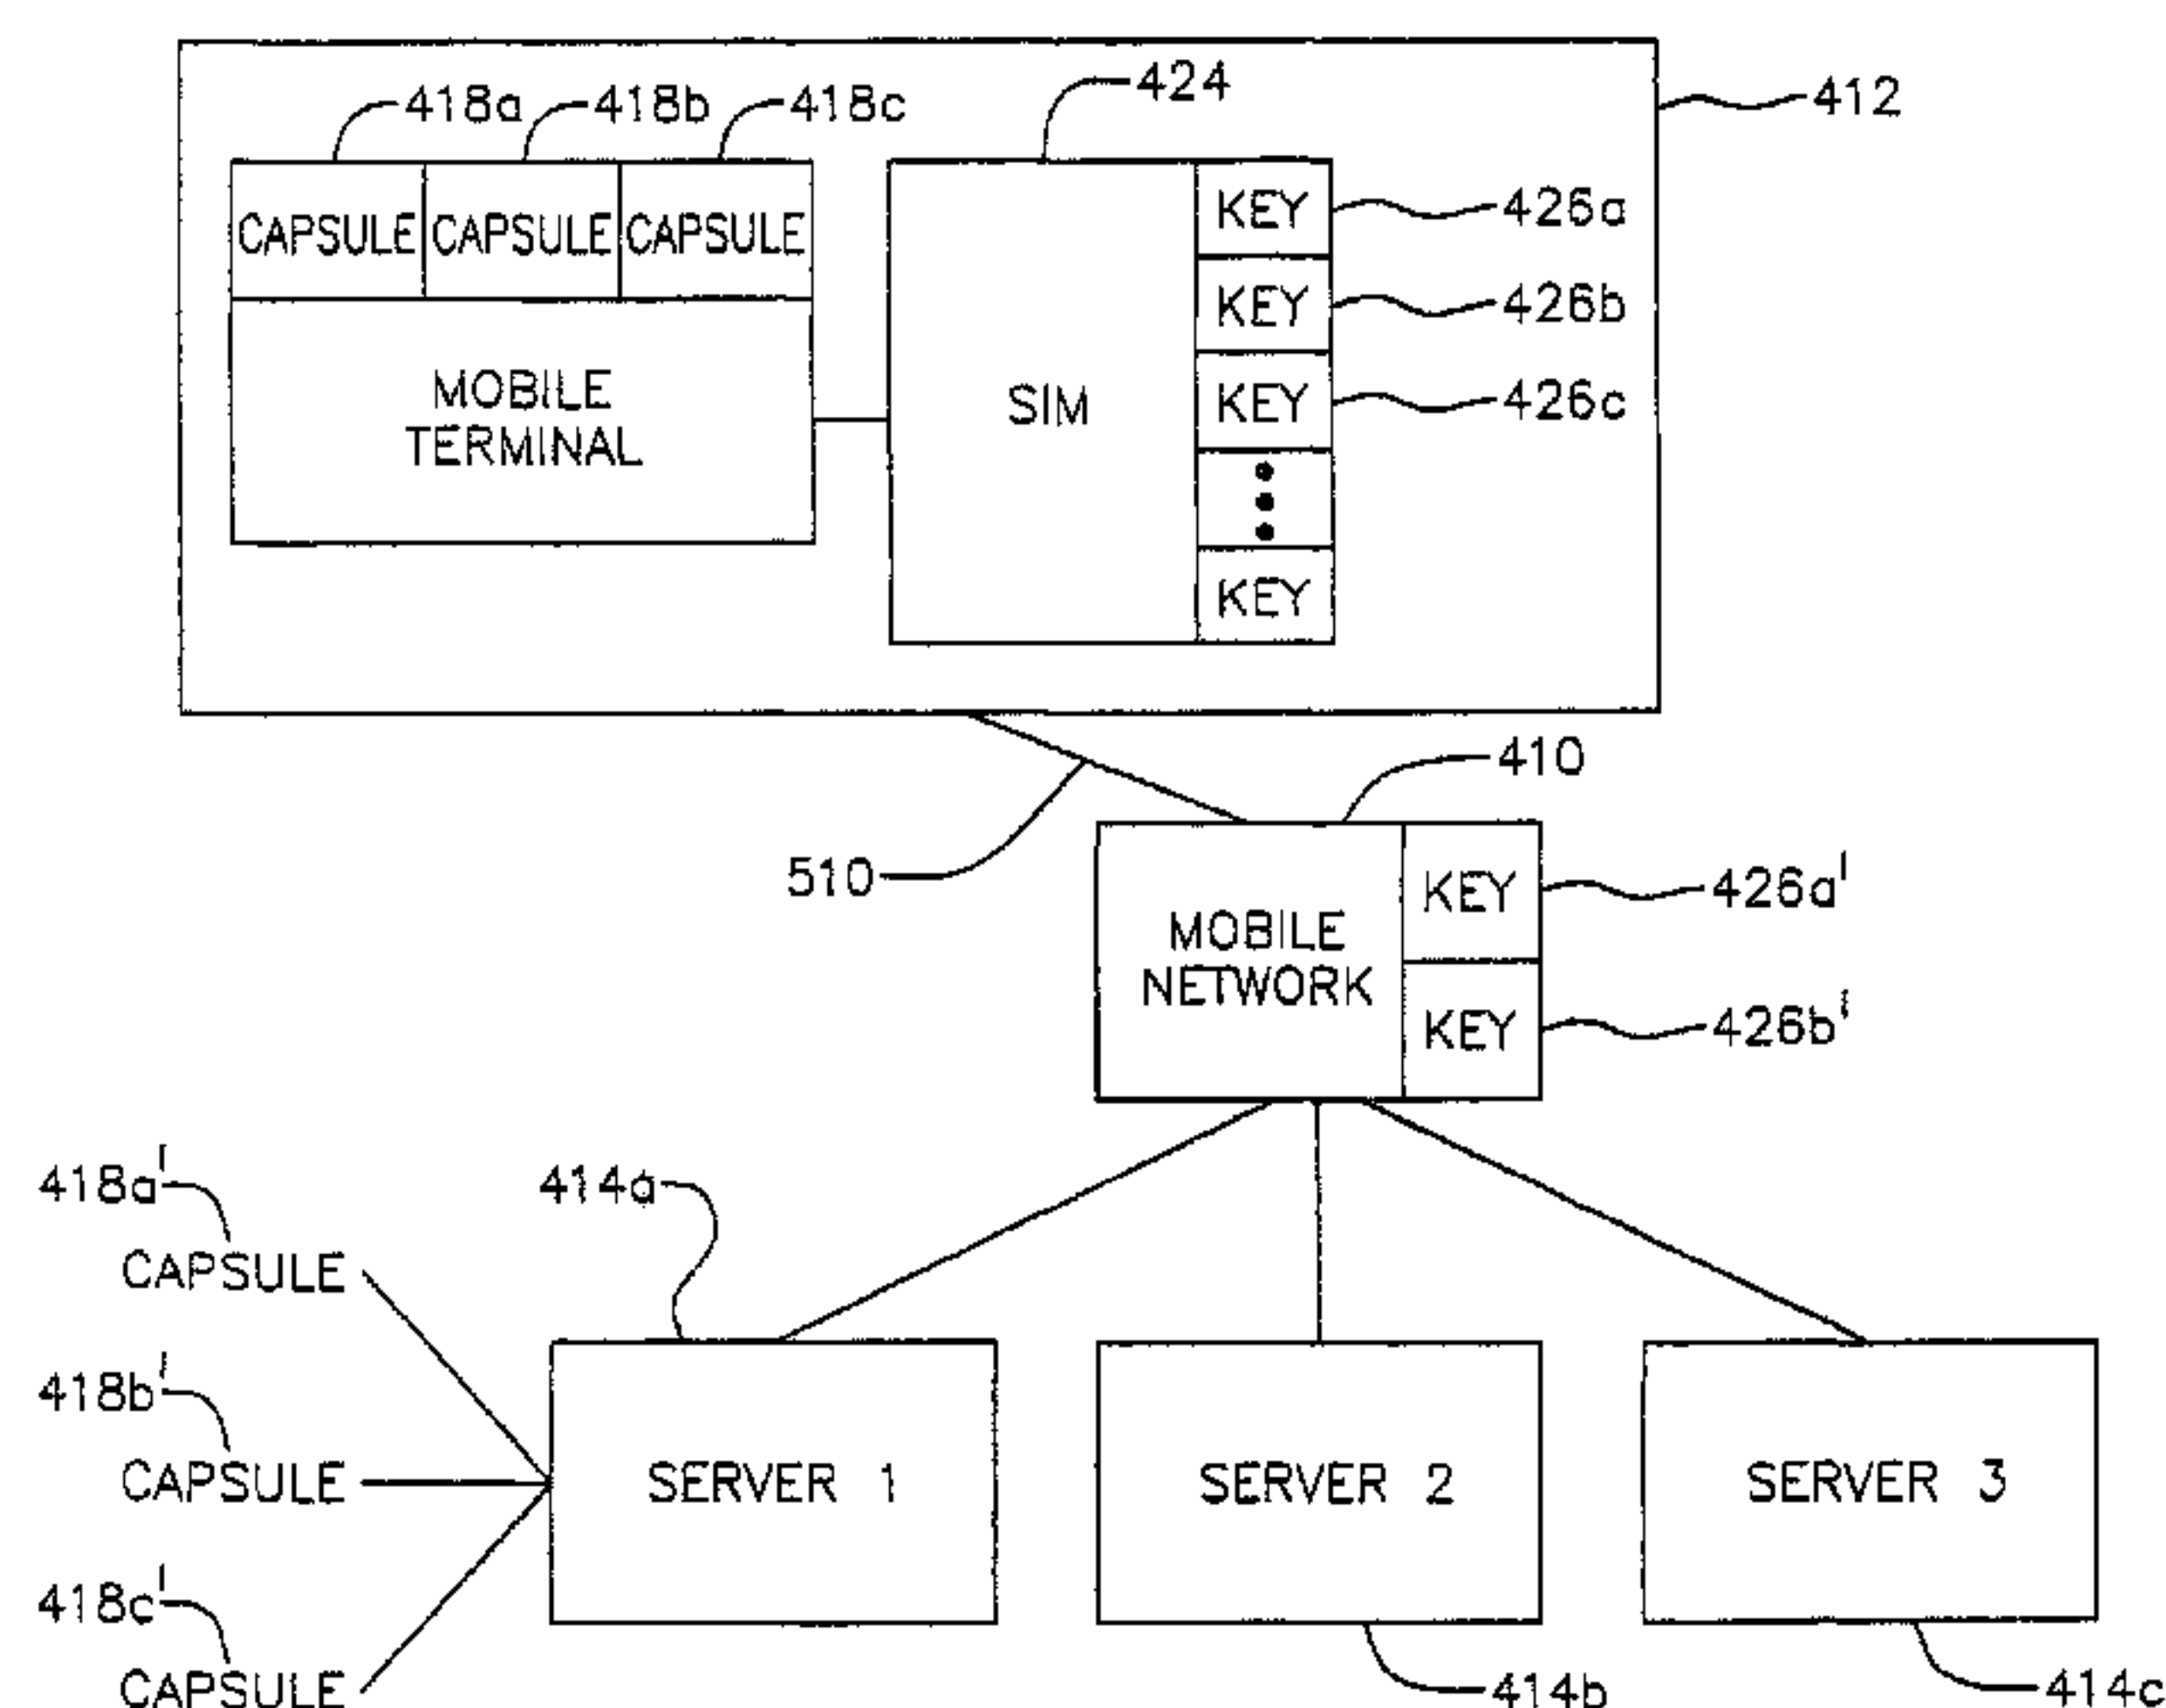 418a 418b 418c 424 412
CAPSULE CAPSULE CAPSULE
MOBILE
TERMINAL
SIM
KEY 426a
KEY 426b
KEY 426c
KEY
410
510
MOBILE
NETWORK
KEY 426a'
KEY 426b'
418a'
CAPSULE
418b'
CAPSULE
418c'
CAPSULE
414a
SERVER 1
SERVER 2
SERVER 3
414b
414c